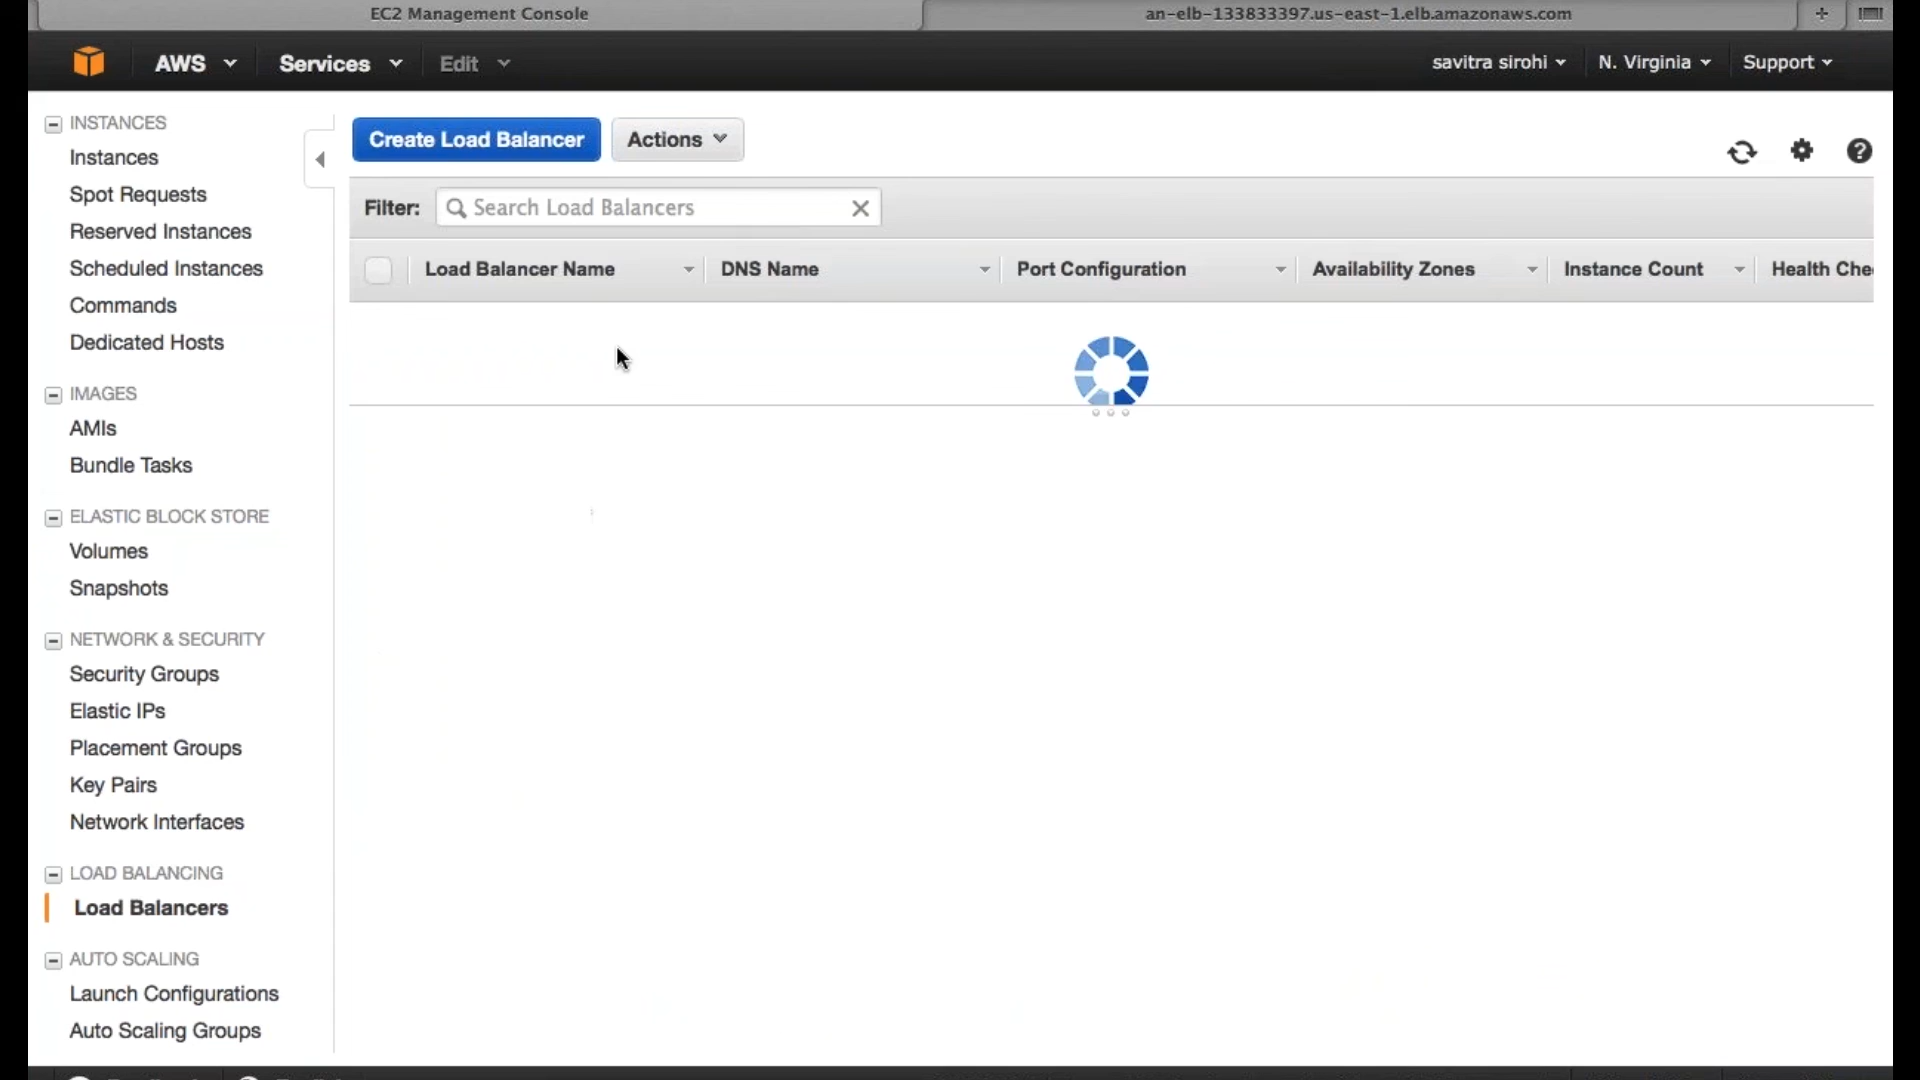 EC2 Management Console
an-elb-133833397.us-east-1.elb.amazonaws.com
AWS Services Edit savitra sirohi N. Virginia Support
INSTANCES
Instances
Spot Requests
Reserved Instances
Scheduled Instances
Commands
Dedicated Hosts
IMAGES
AMIs
Bundle Tasks
ELASTIC BLOCK STORE
Volumes
Snapshots
NETWORK & SECURITY
Security Groups
Elastic IPs
Placement Groups
Key Pairs
Network Interfaces
LOAD BALANCING
Load Balancers
AUTO SCALING
Launch Configurations
Auto Scaling Groups
Create Load Balancer Actions
Filter: Search Load Balancers
Load Balancer Name DNS Name Port Configuration Availability Zones Instance Count Health Che